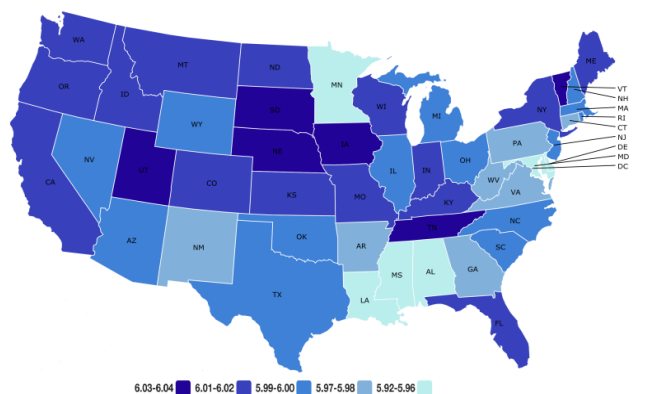 WA
MT
ND
MN
ME
OR
ID
SD
WI
NY
VT
NH
MA
RI
CT
NJ
DE
MD
DC
WY
MI
PA
NV
UT
NE
IA
IL
IN
OH
WV
VA
CA
CO
KS
MO
KY
NC
AZ
NM
OK
AR
TN
SC
TX
LA
MS
AL
GA
FL
6.03-6.04 6.01-6.02 5.99-6.00 5.97-5.98 5.92-5.96